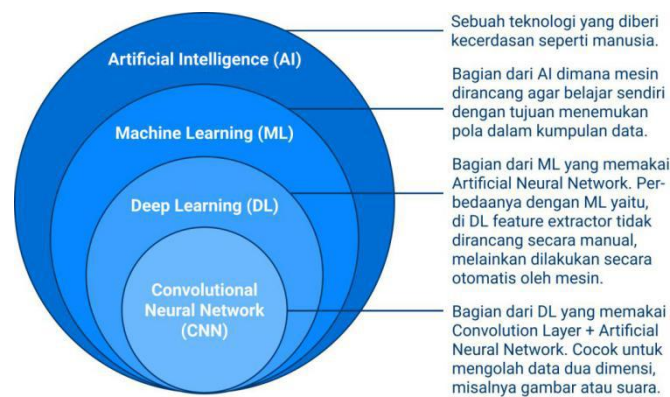 Artificial Intelligence (AI)
Machine Learning (ML)
Deep Learning (DL)
Convolutional
Neural Network
(CNN)
Sebuah teknologi yang diberi
kecerdasan seperti manusia.
Bagian dari AI dimana mesin
dirancang agar belajar sendiri
dengan tujuan menemukan
pola dalam kumpulan data.
Bagian dari ML yang memakai
Artificial Neural Network. Per-
bedaanya dengan ML yaitu,
di DL feature extractor tidak
dirancang secara manual,
melainkan dilakukan secara
otomatis oleh mesin.
Bagian dari DL yang memakai
Convolution Layer + Artificial
Neural Network. Cocok untuk
mengolah data dua dimensi,
misalnya gambar atau suara.